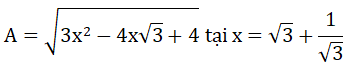 A = √(3x² − 4x√3 + 4) tại x = √3 + 1/√3